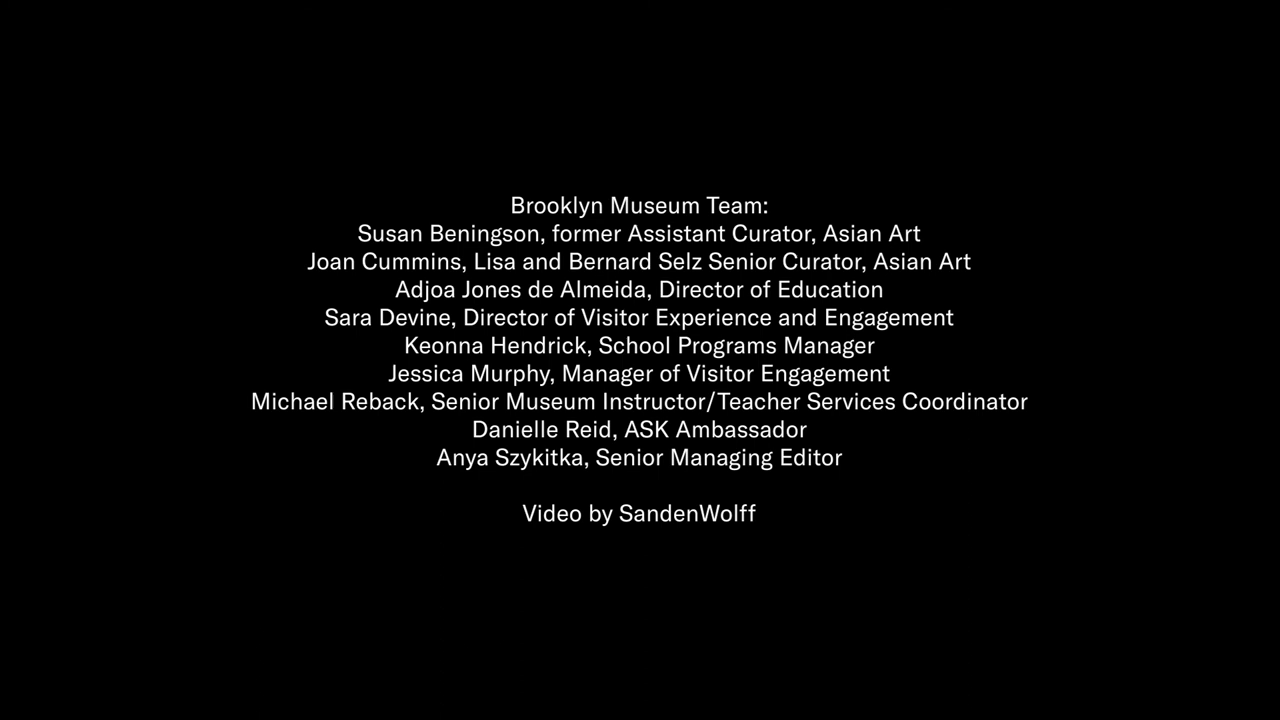 Brooklyn Museum Team:
Susan Beningson, former Assistant Curator, Asian Art
Joan Cummins, Lisa and Bernard Selz Senior Curator, Asian Art
Adjoa Jones de Almeida, Director of Education
Sara Devine, Director of Visitor Experience and Engagement
Keonna Hendrick, School Programs Manager
Jessica Murphy, Manager of Visitor Engagement
Michael Reback, Senior Museum Instructor/Teacher Services Coordinator
Danielle Reid, ASK Ambassador
Anya Szykitka, Senior Managing Editor
Video by SandenWolff